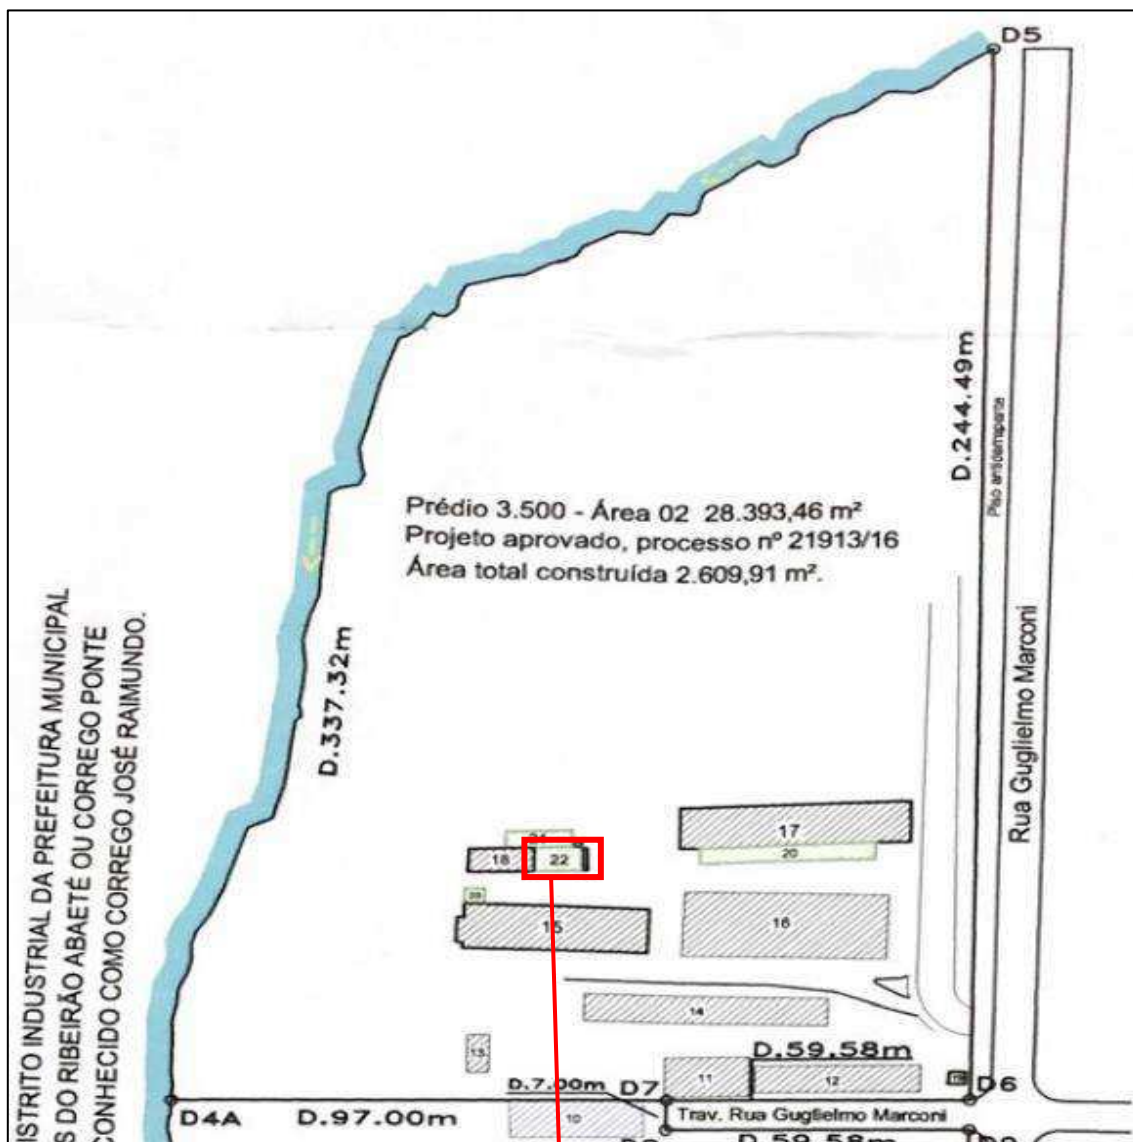 D5
D.244.49m
Piso antiderrapante
Rua Guglielmo Marconi
Prédio 3.500 - Área 02 28.393,46 m²
Projeto aprovado, processo nº 21913/16
Área total construída 2.609,91 m².
D.337.32m
ISTRITO INDUSTRIAL DA PREFEITURA MUNICIPAL
S DO RIBEIRÃO ABAETÉ OU CORREGO PONTE
CONHECIDO COMO CORREGO JOSÉ RAIMUNDO.
17
20
18
22
15
16
14
13
D.59.58m
11
12
D.7.00m
D7
D6
D4A
D.97.00m
10
Trav. Rua Guglielmo Marconi
D.59.58m